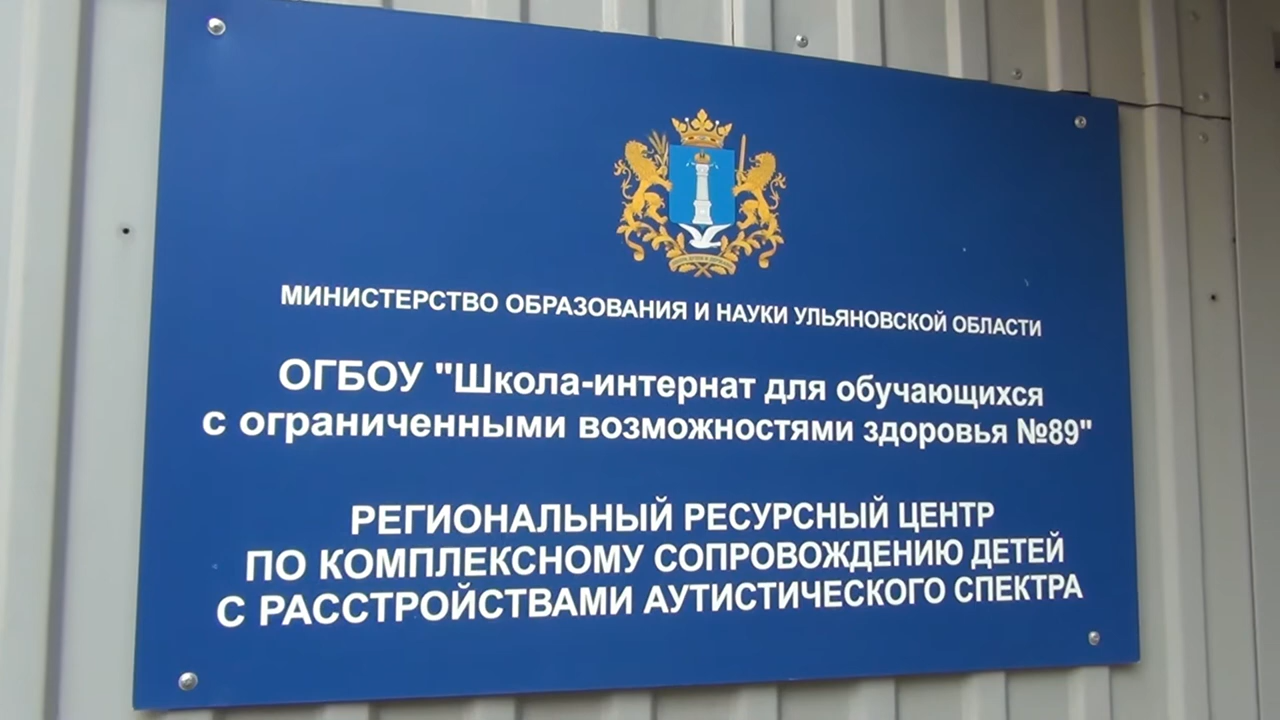 МИНИСТЕРСТВО ОБРАЗОВАНИЯ И НАУКИ УЛЬЯНОВСКОЙ ОБЛАСТИ
ОГБОУ "Школа-интернат для обучающихся
с ограниченными возможностями здоровья №89"
РЕГИОНАЛЬНЫЙ РЕСУРСНЫЙ ЦЕНТР
ПО КОМПЛЕКСНОМУ СОПРОВОЖДЕНИЮ ДЕТЕЙ
С РАССТРОЙСТВАМИ АУТИСТИЧЕСКОГО СПЕКТРА